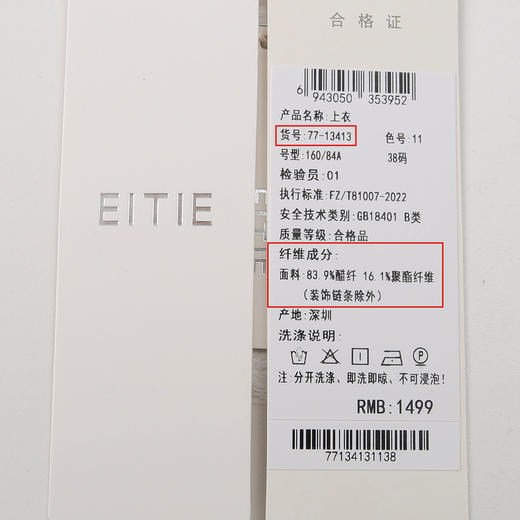 合格证
6 943050 353952
产品名称:上衣
货号:77-13413 色号:11
号型:160/84A 38码
检验员:01
执行标准:FZ/T81007-2022
安全技术类别:GB18401 B类
质量等级:合格品
纤维成分:
面料:83.9%醋纤 16.1%聚酯纤维
(装饰链条除外)
产地:深圳
洗涤说明:
注:分开洗涤、即洗即晾、不可浸泡!
RMB:1499
77134131138
EITIE